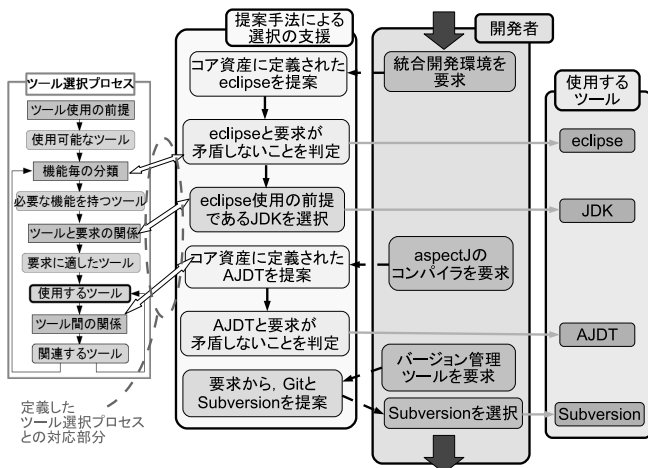 提案手法による
選択の支援
開発者
コア資産に定義された
eclipseを提案
統合開発環境を
要求
使用する
ツール
ツール選択プロセス
ツール使用の前提
使用可能なツール
機能毎の分類
必要な機能を持つツール
ツールと要求の関係
要求に適したツール
使用するツール
ツール間の関係
関連するツール
定義した
ツール選択プロセス
との対応部分
eclipseと要求が
矛盾しないことを判定
eclipse
eclipse使用の前提
であるJDKを選択
JDK
コア資産に定義された
AJDTを提案
aspectJの
コンパイラを要求
AJDTと要求が
矛盾しないことを判定
AJDT
バージョン管理
ツールを要求
要求から, Gitと
Subversionを提案
Subversionを選択
Subversion